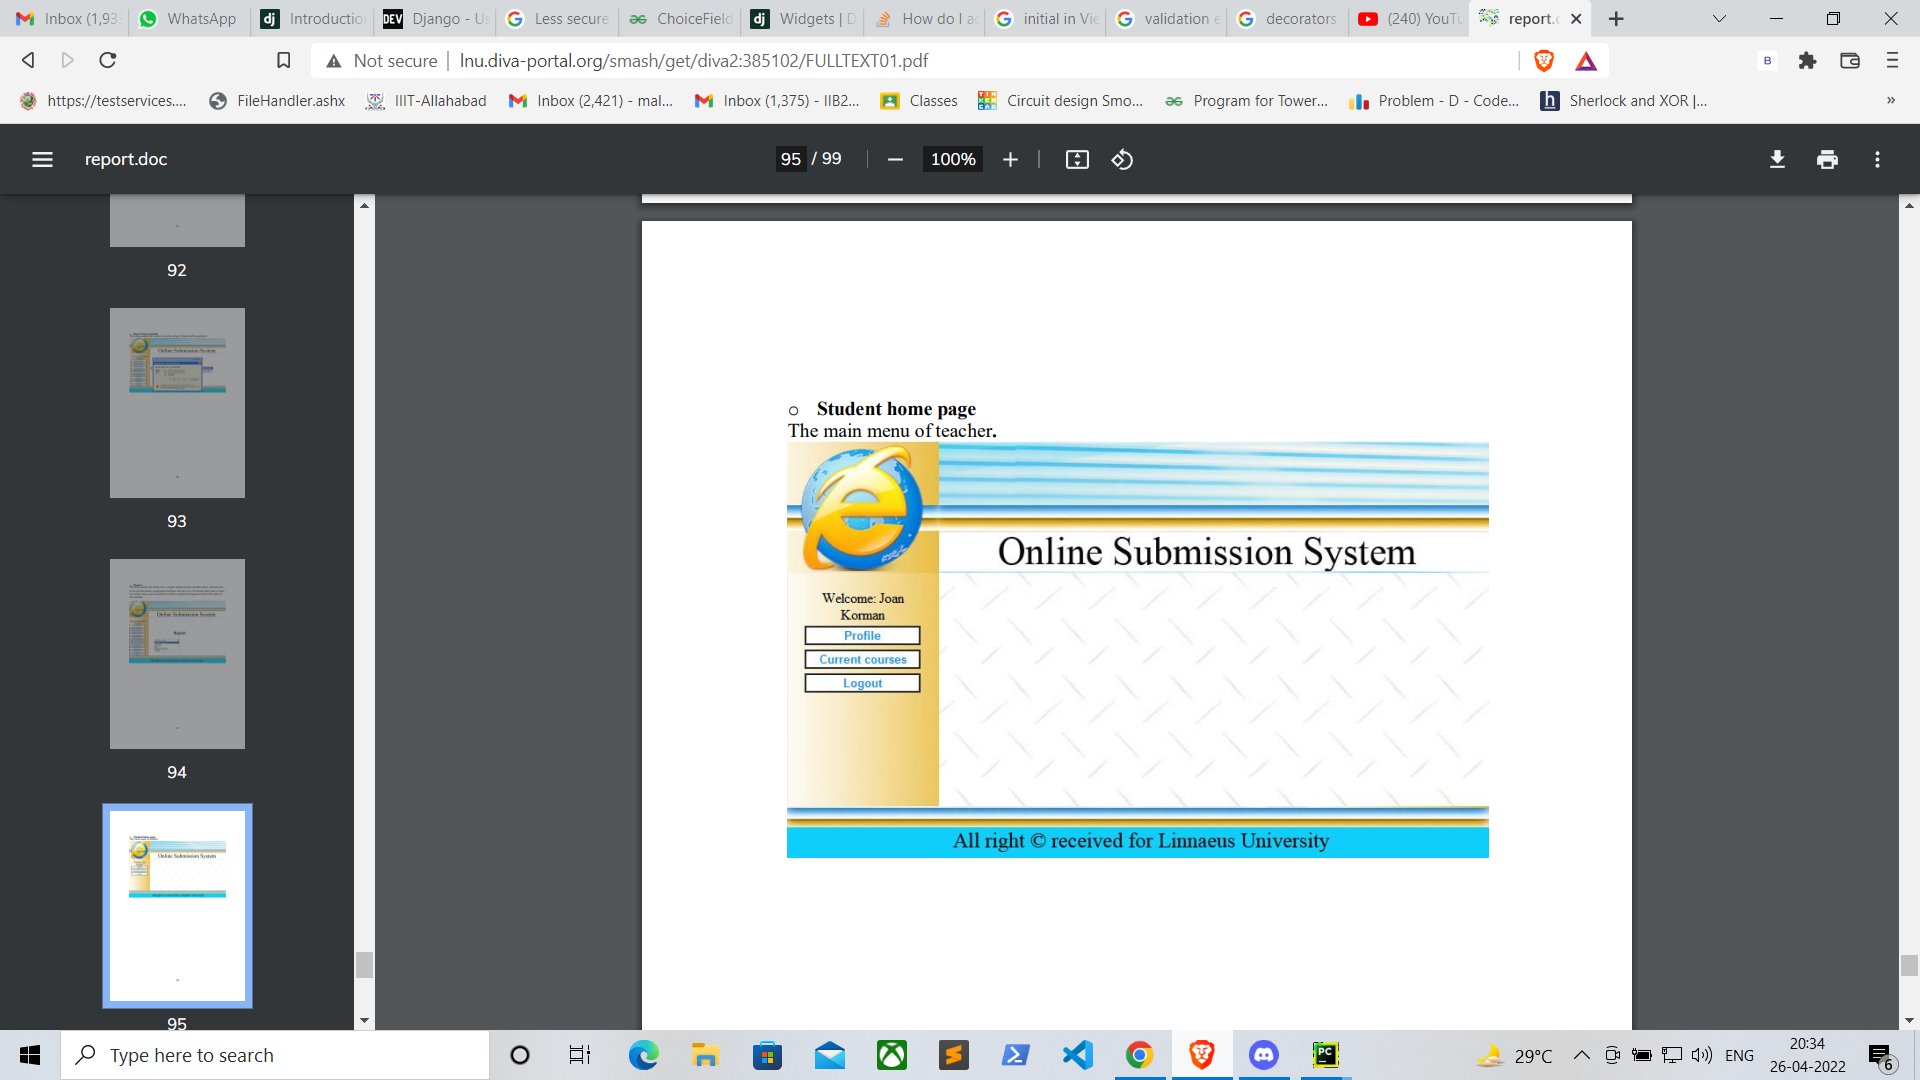 Inbox (1,93
WhatsApp
Introduction
DEV
Django - Us
Less secure
ChoiceField
Widgets | D
How do I a
initial in Vie
validation e
decorators
(240) YouTu
report.c
Not secure
lnu.diva-portal.org/smash/get/diva2:385102/FULLTEXT01.pdf
https://testservices....
FileHandler.ashx
IIIT-Allahabad
Inbox (2,421) - mal...
Inbox (1,375) - IIB2...
Classes
Circuit design Smo...
Program for Tower...
Problem - D - Code...
Sherlock and XOR |...
»
report.doc
95 / 99
100%
92
93
94
95
Student home page
The main menu of teacher.
Online Submission System
Welcome: Joan
Korman
Profile
Current courses
Logout
All right © received for Linnaeus University
Type here to search
29°C
ENG
20:34
26-04-2022
6